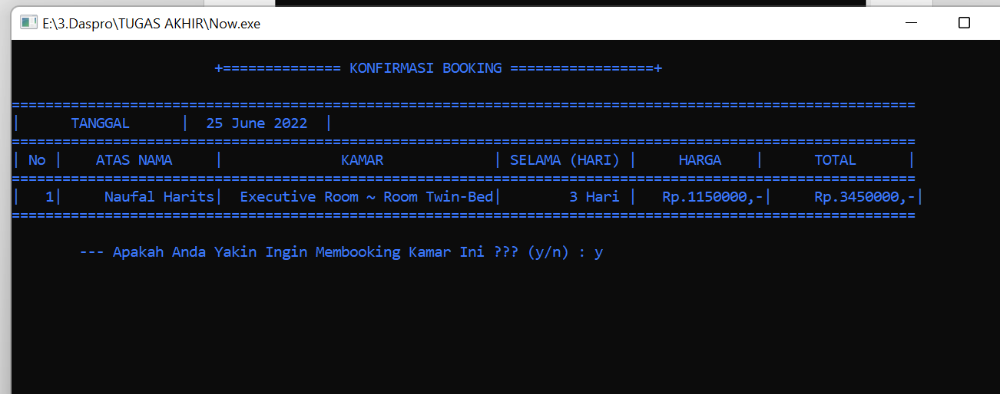 E:\3.Daspro\TUGAS AKHIR\Now.exe
+============== KONFIRMASI BOOKING =================+
===========================================================================================================
|      TANGGAL      |  25 June 2022  |
===========================================================================================================
| No |    ATAS NAMA     |              KAMAR             | SELAMA (HARI) |     HARGA    |      TOTAL      |
===========================================================================================================
|   1|     Naufal Harits|  Executive Room ~ Room Twin-Bed|        3 Hari |   Rp.1150000,-|     Rp.3450000,-|
===========================================================================================================
--- Apakah Anda Yakin Ingin Membooking Kamar Ini ??? (y/n) : y